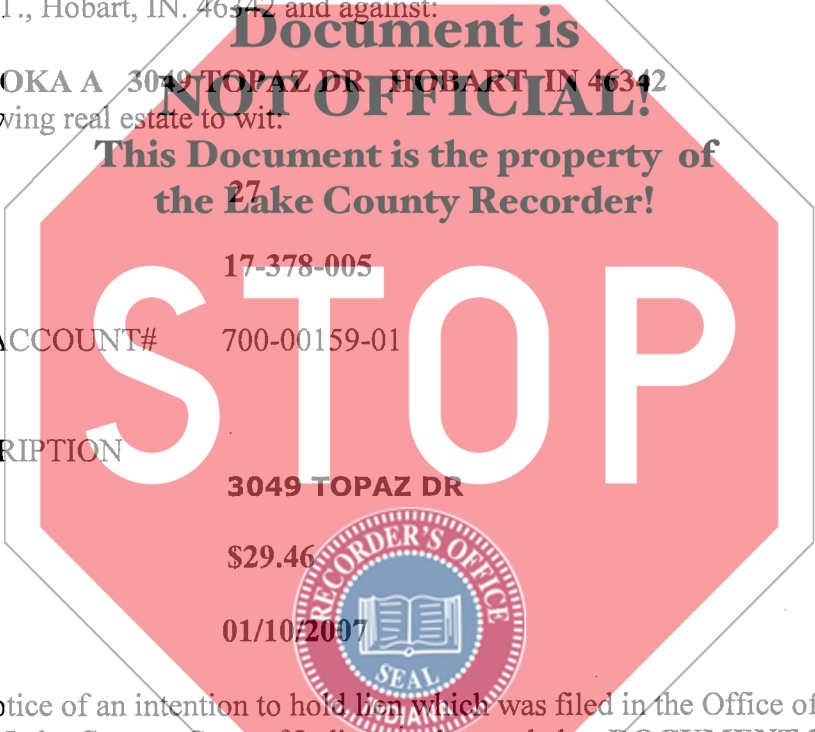 T., Hobart, IN. 46342 and against:
Document is
OKA A 3049 TOPAZ DR HOBART IN 46342
NOT OFFICIAL!
wing real estate to wit:
This Document is the property of
27
the Lake County Recorder!
17-378-005
STOP
ACCOUNT# 700-00159-01
RIPTION
3049 TOPAZ DR
$29.46
RECORDER'S OFFICE
01/10/2007
SEAL
INDIANA
otice of an intention to hold lien which was filed in the Office of